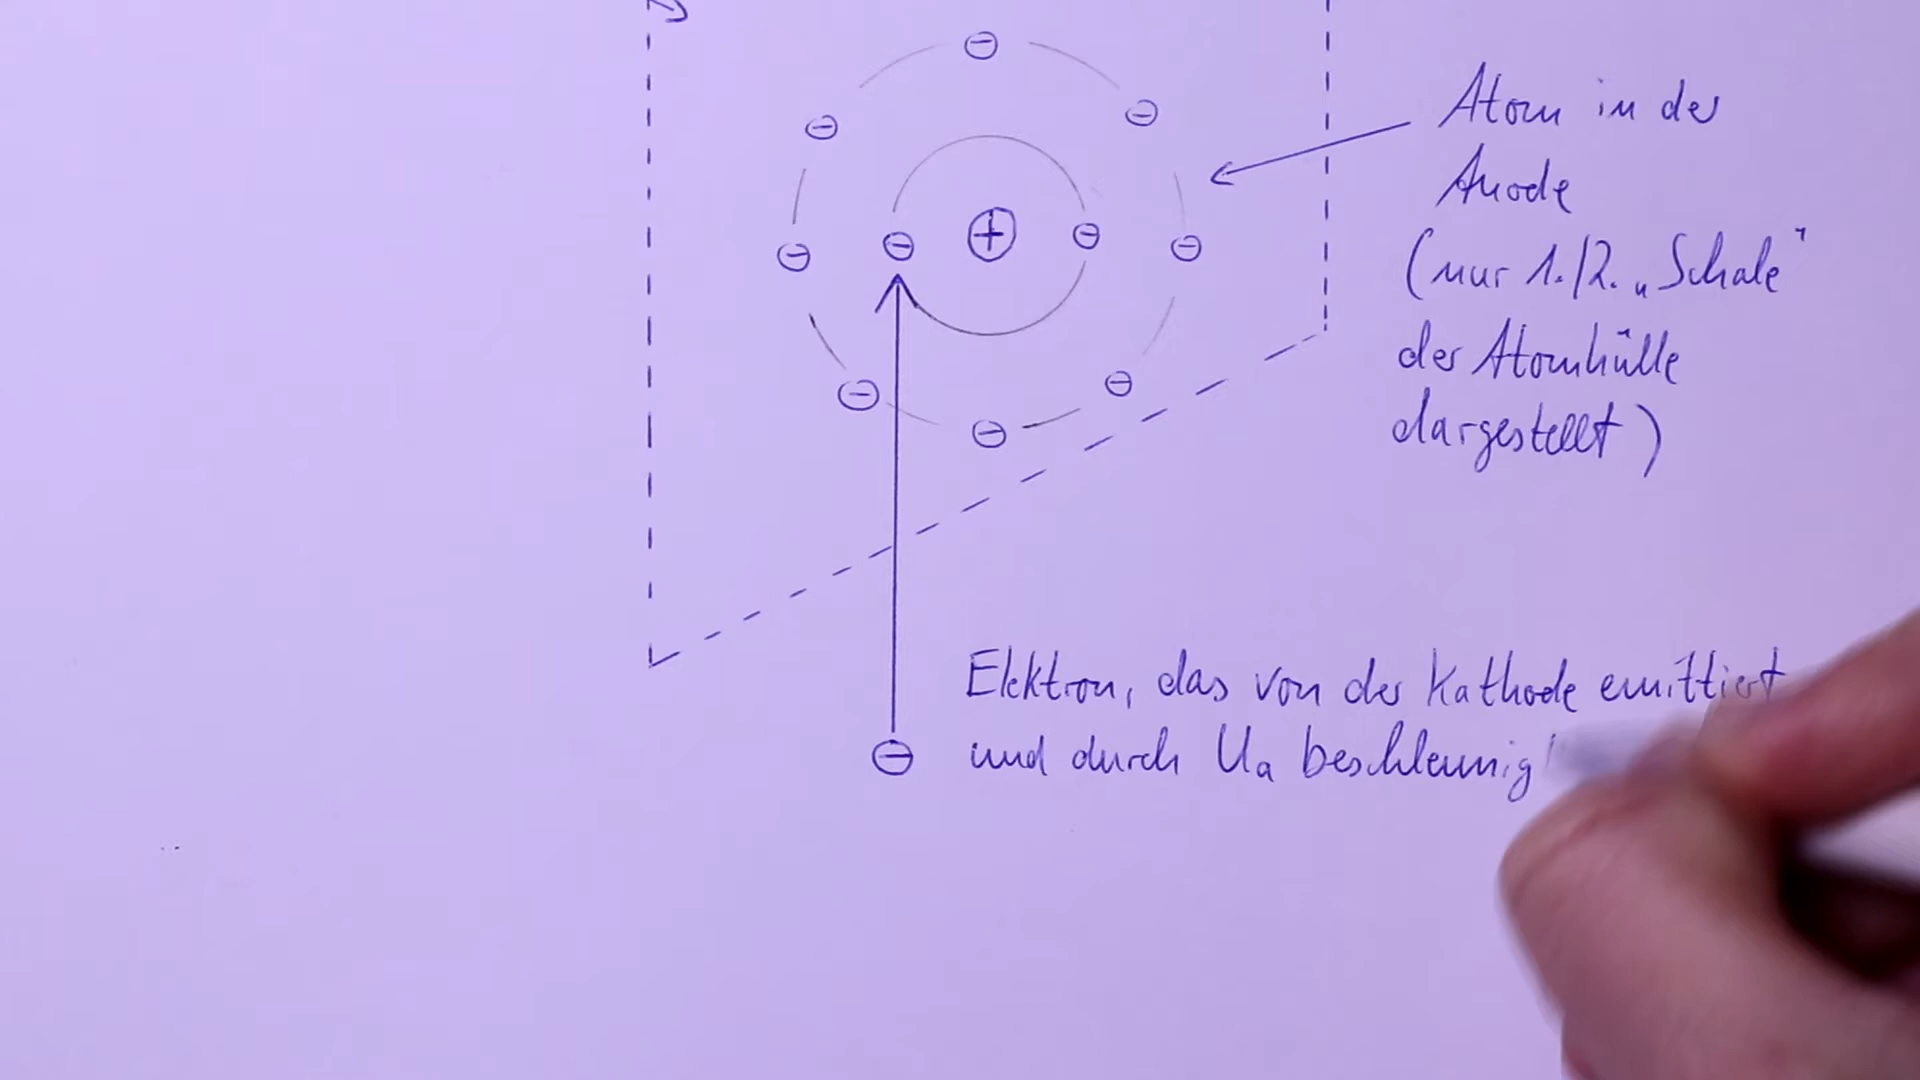 Atom in der
Anode
(nur 1./2. „Schale"
der Atomhülle
dargestellt)
Elektron, das von der Kathode emittiert
und durch Ua beschleunig